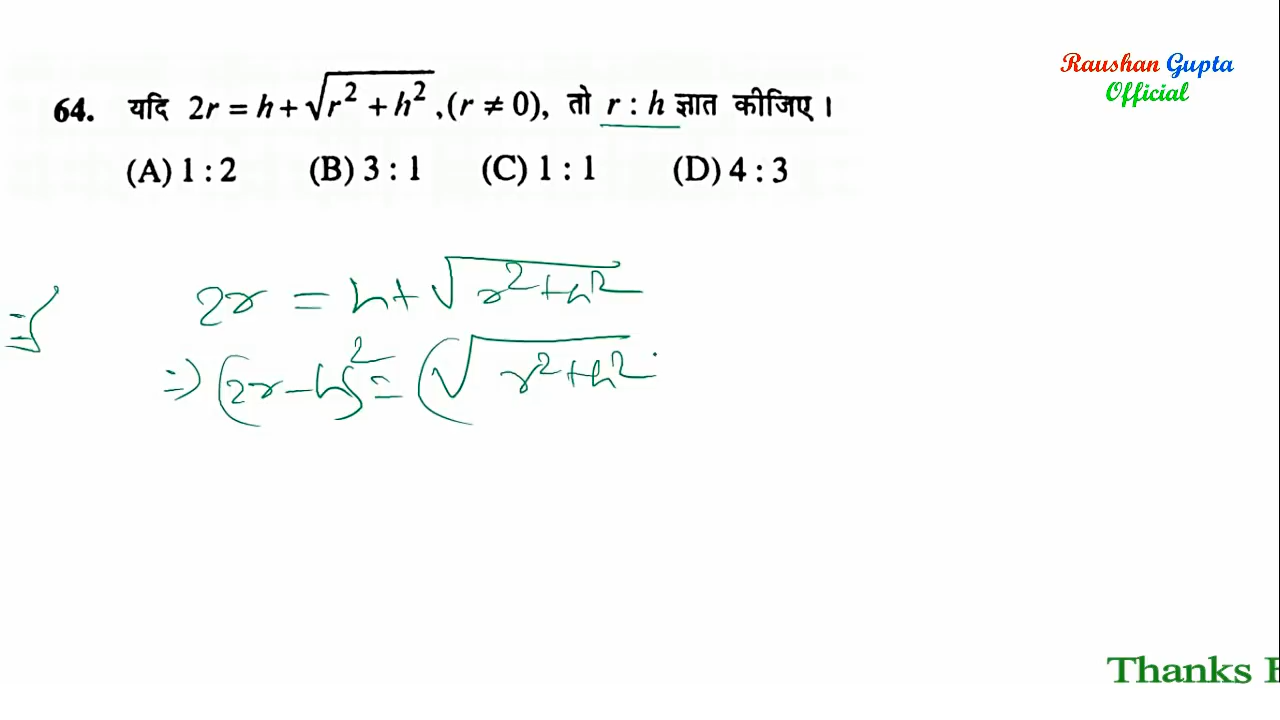 Raushan Gupta
Official
64. यदि 2r = h + √r² + h² , (r ≠ 0), तो r : h ज्ञात कीजिए ।
(A) 1 : 2 (B) 3 : 1 (C) 1 : 1 (D) 4 : 3
2r = h + √r² + h²
⇒ (2r – h)² = (√r² + h²
Thanks